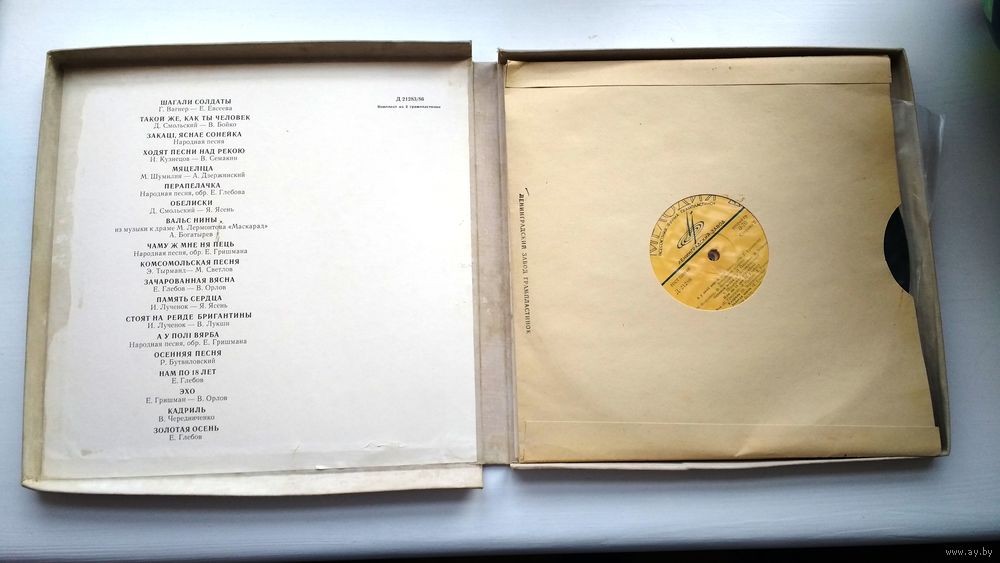 ШАГАЛИ СОЛДАТЫ
Г. Вагнер — Е. Евсеева
ТАКОЙ ЖЕ, КАК ТЫ ЧЕЛОВЕК
Д. Смольский — В. Бойко
ЗАКАЦІ, ЯСНАЕ СОНЕЙКА
Народная песня
ХОДЯТ ПЕСНИ НАД РЕКОЮ
И. Кузнецов — В. Семакин
МЯЦЕЛІЦА
М. Шумилин — А. Дзержинский
ПЕРАПЕЛАЧКА
Народная песня, обр. Е. Глебова
ОБЕЛИСКИ
Д. Смольский — Я. Ясень
ВАЛЬС НИНЫ
из музыки к драме М. Лермонтова «Маскарад»
А. Богатырев
ЧАМУ Ж МНЕ НЯ ПЕЦЬ
Народная песня, обр. Е. Гришмана
КОМСОМОЛЬСКАЯ ПЕСНЯ
Э. Тырманд — М. Светлов
ЗАЧАРОВАННАЯ ВЯСНА
Е. Глебов — В. Орлов
ПАМЯТЬ СЕРДЦА
И. Лученок — Я. Ясень
СТОЯТ НА РЕЙДЕ БРИГАНТИНЫ
И. Лученок — В. Лукша
А У ПОЛІ ВЯРБА
Народная песня, обр. Е. Гришмана
ОСЕННЯЯ ПЕСНЯ
Р. Бутвиловский
НАМ ПО 18 ЛЕТ
Е. Глебов
ЭХО
Е. Гришман — В. Орлов
КАДРИЛЬ
В. Чередниченко
ЗОЛОТАЯ ОСЕНЬ
Е. Глебов
Д 21283/86
Комплект из 2 грампластинок
ЛЕНИНГРАДСКИЙ ЗАВОД ГРАМПЛАСТИНОК
МЕЛОДИЯ
www.ay.by